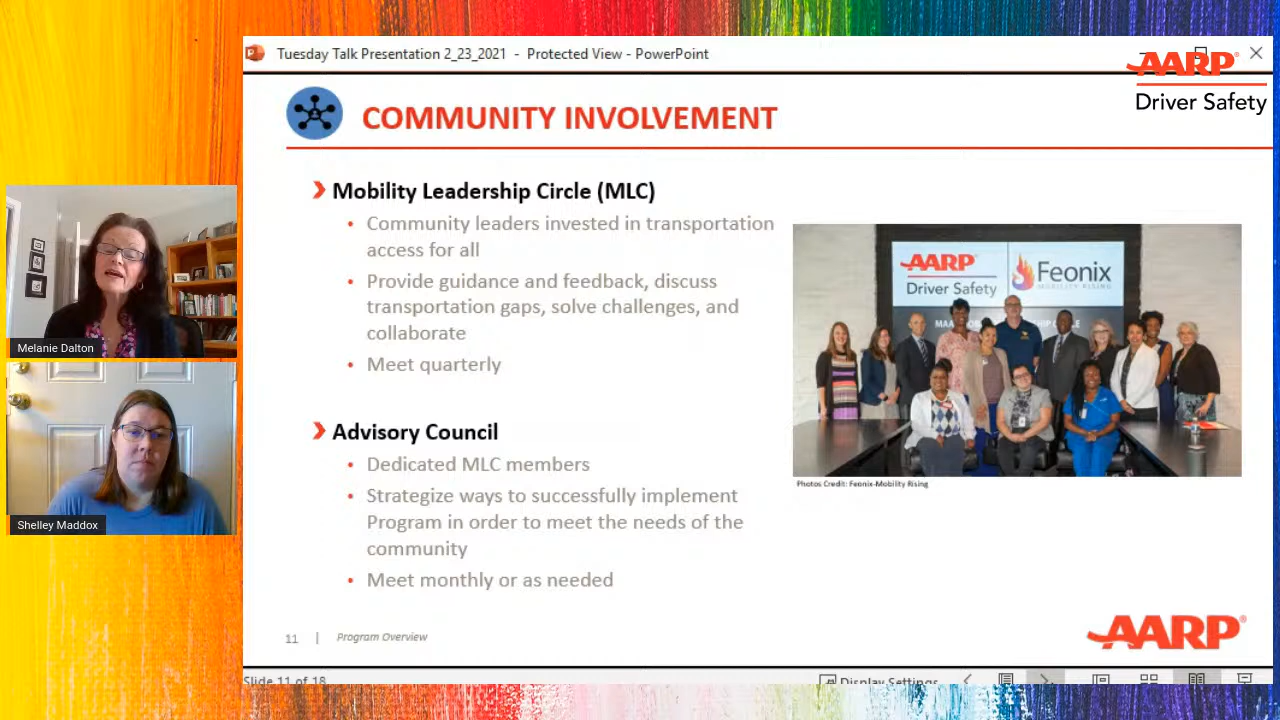 Tuesday Talk Presentation 2_23_2021 - Protected View - PowerPoint
AARP®
Driver Safety
COMMUNITY INVOLVEMENT
Mobility Leadership Circle (MLC)
• Community leaders invested in transportation
access for all
• Provide guidance and feedback, discuss
transportation gaps, solve challenges, and
collaborate
• Meet quarterly
Advisory Council
• Dedicated MLC members
• Strategize ways to successfully implement
Program in order to meet the needs of the
community
• Meet monthly or as needed
AARP
Driver Safety
Feonix
MOBILITY RISING
Photos Credit: Feonix-Mobility Rising
Melanie Dalton
Shelley Maddox
11 | Program Overview
AARP®
Slide 11 of 18
Display Settings